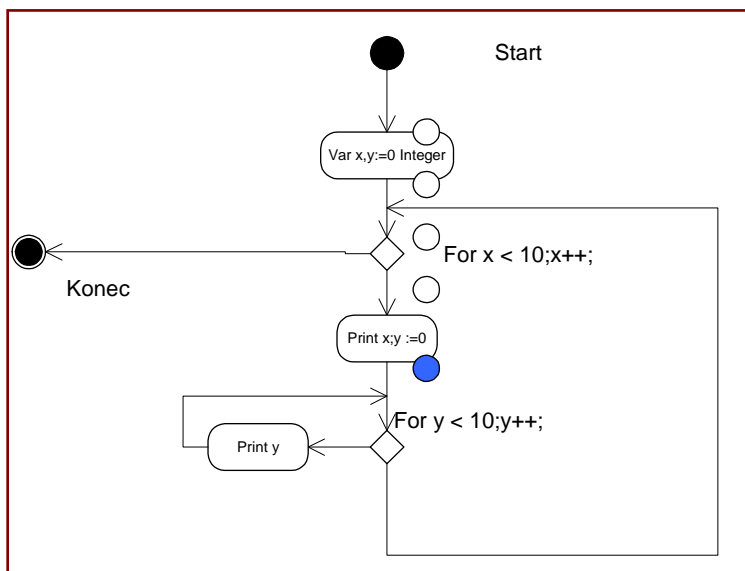 Start
Var x,y:=0 Integer
For x < 10;x++;
Konec
Print x;y :=0
For y < 10;y++;
Print y